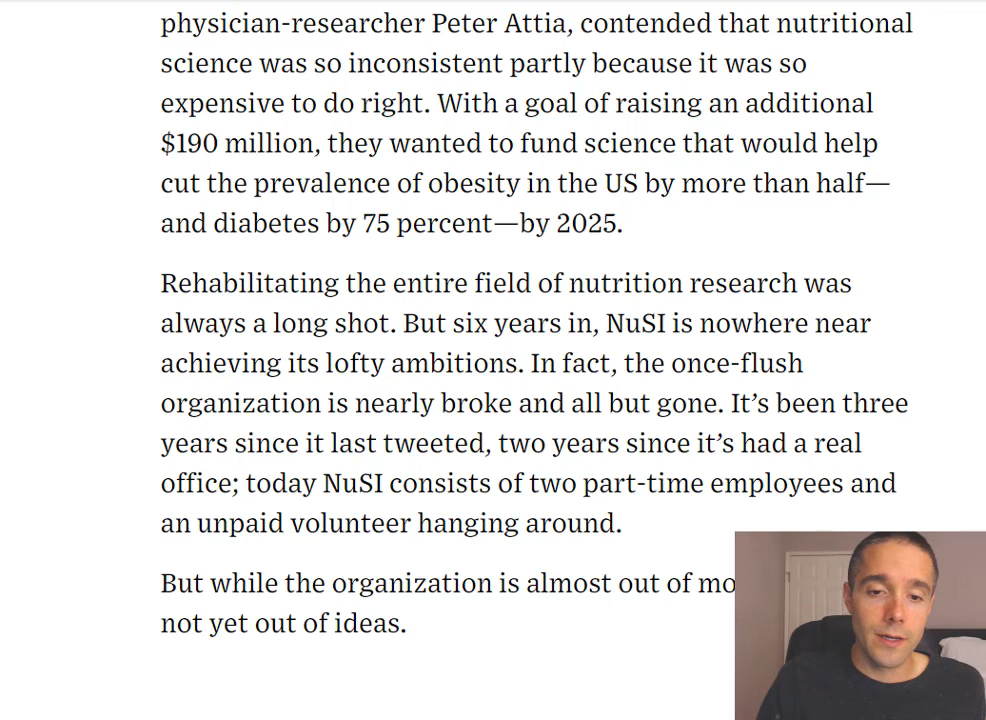 physician-researcher Peter Attia, contended that nutritional
science was so inconsistent partly because it was so
expensive to do right. With a goal of raising an additional
$190 million, they wanted to fund science that would help
cut the prevalence of obesity in the US by more than half—
and diabetes by 75 percent—by 2025.
Rehabilitating the entire field of nutrition research was
always a long shot. But six years in, NuSI is nowhere near
achieving its lofty ambitions. In fact, the once-flush
organization is nearly broke and all but gone. It’s been three
years since it last tweeted, two years since it’s had a real
office; today NuSI consists of two part-time employees and
an unpaid volunteer hanging around.
But while the organization is almost out of mo
not yet out of ideas.